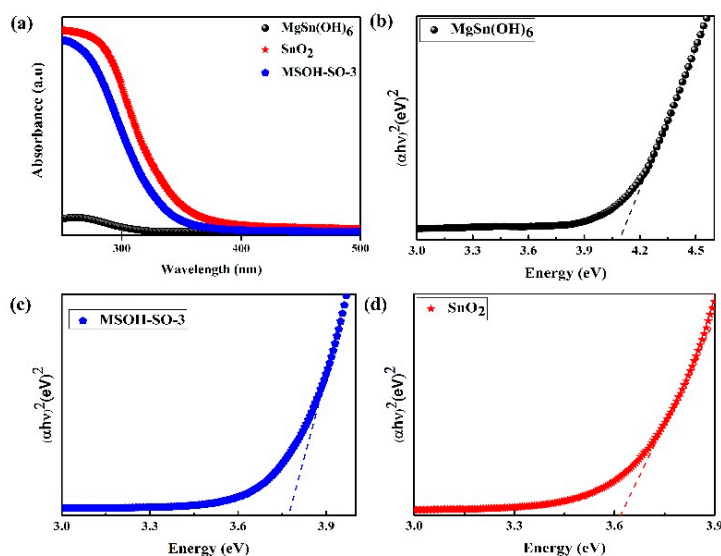 (a)
MgSn(OH)6
SnO2
MSOH-SO-3
Absorbance (a.u)
300
400
500
Wavelength (nm)
(b)
MgSn(OH)6
(αhν)²(eV)²
3.0
3.3
3.6
3.9
4.2
4.5
Energy (eV)
(c)
MSOH-SO-3
(αhν)²(eV)²
3.0
3.3
3.6
3.9
Energy (eV)
(d)
SnO2
(αhν)²(eV)²
3.0
3.3
3.6
3.9
Energy (eV)